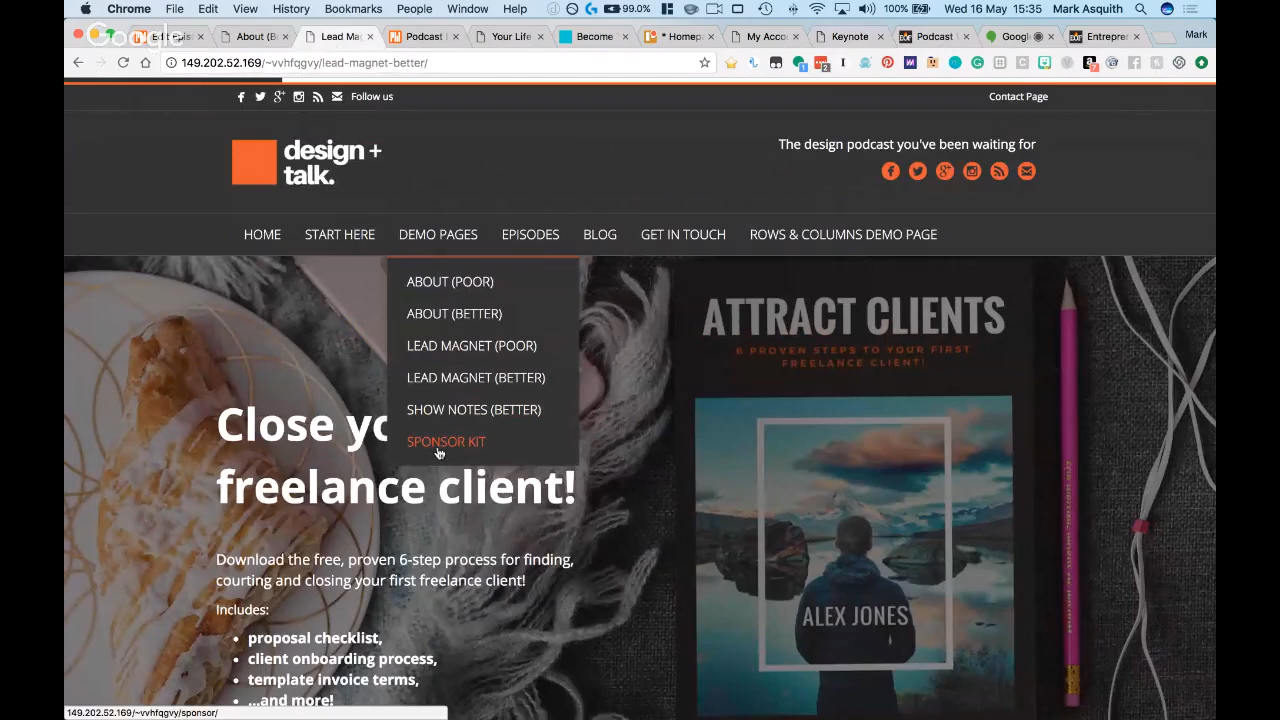 Chrome File Edit View History Bookmarks People Window Help 99.0% 100% Wed 16 May 15:35 Mark Asquith
Google
About (B Lead Ma Podcast Your Life Become * Homep My Acco Keynote Podcast Google Entrepre Mark
149.202.52.169/~vvhfqgvy/lead-magnet-better/
Follow us
Contact Page
design +
talk.
The design podcast you've been waiting for
HOME START HERE DEMO PAGES EPISODES BLOG GET IN TOUCH ROWS & COLUMNS DEMO PAGE
ABOUT (POOR)
ABOUT (BETTER)
LEAD MAGNET (POOR)
LEAD MAGNET (BETTER)
SHOW NOTES (BETTER)
SPONSOR KIT
Close yo
freelance client!
Download the free, proven 6-step process for finding,
courting and closing your first freelance client!
Includes:
• proposal checklist,
• client onboarding process,
• template invoice terms,
• ...and more!
ATTRACT CLIENTS
6 PROVEN STEPS TO YOUR FIRST
FREELANCE CLIENT!
ALEX JONES
149.202.52.169/~vvhfqgvy/sponsor/